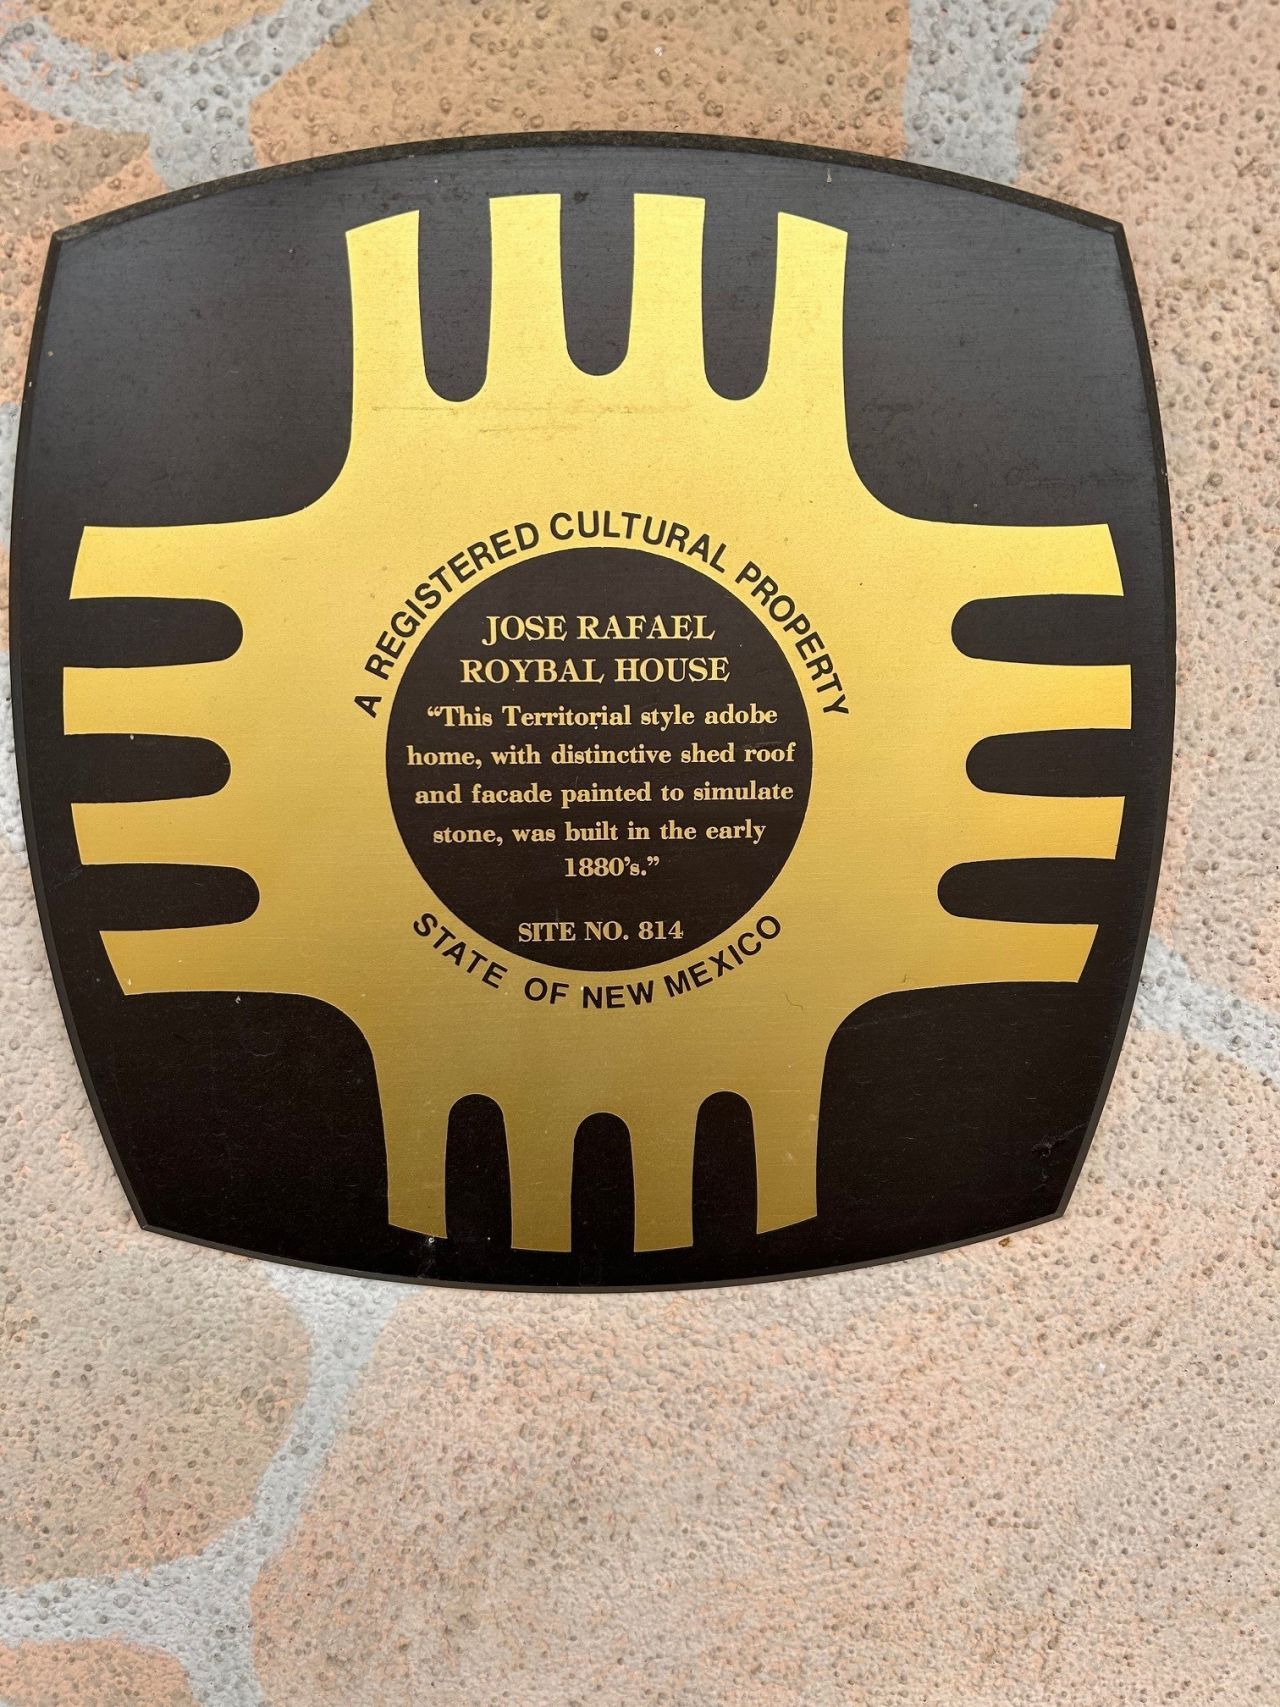 A REGISTERED CULTURAL PROPERTY
JOSE RAFAEL
ROYBAL HOUSE
“This Territorial style adobe
home, with distinctive shed roof
and facade painted to simulate
stone, was built in the early
1880's.”
SITE NO. 814
STATE OF NEW MEXICO